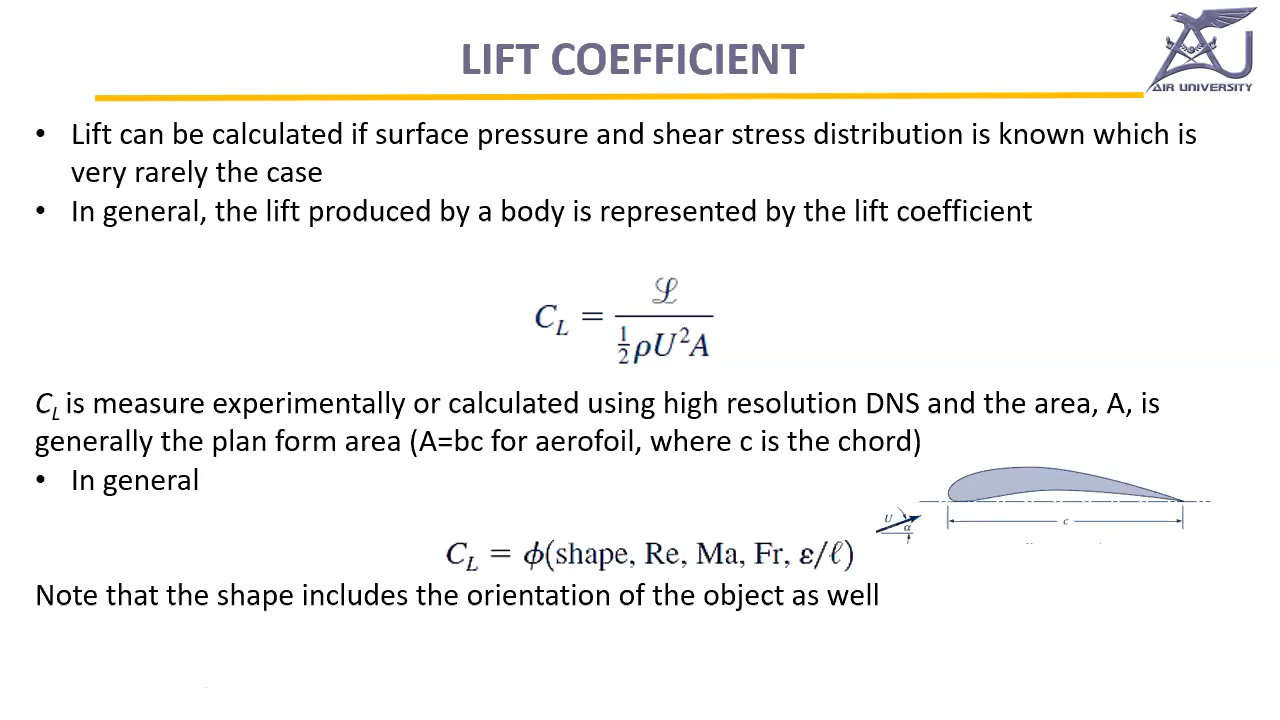 LIFT COEFFICIENT
AIR UNIVERSITY
• Lift can be calculated if surface pressure and shear stress distribution is known which is
very rarely the case
• In general, the lift produced by a body is represented by the lift coefficient
C_L = ℒ / (½ρU²A)
C_L is measure experimentally or calculated using high resolution DNS and the area, A, is
generally the plan form area (A=bc for aerofoil, where c is the chord)
• In general
U α
c
C_L = ϕ(shape, Re, Ma, Fr, ε/ℓ)
Note that the shape includes the orientation of the object as well